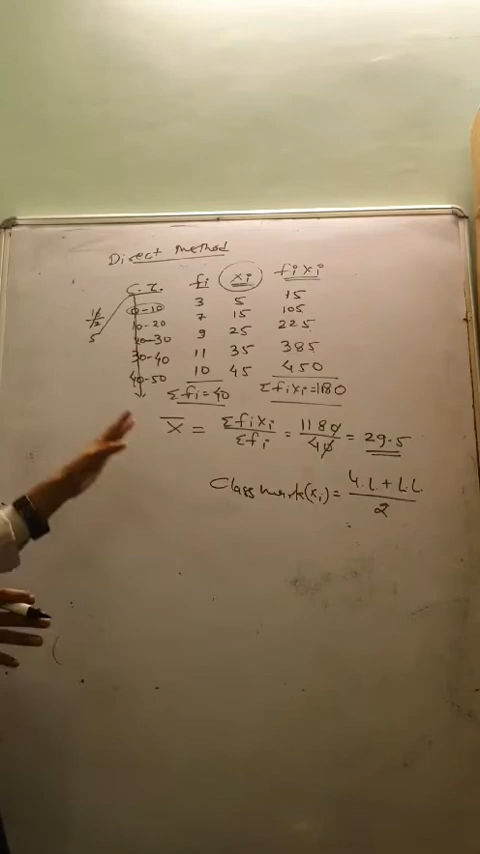 Direct method
C.I. fi xi fixi
0-10 3 5 15
10-20 7 15 105
20-30 9 25 225
30-40 11 35 385
40-50 10 45 450
Σfi=40 Σfixi=1180
x̄ = Σfixi/Σfi = 1180/40 = 29.5
Class mark(xi) = U.L + L.L./2
5